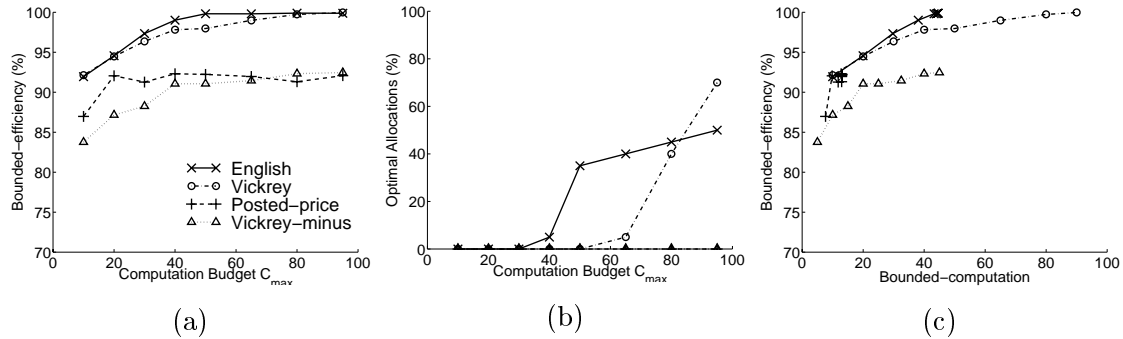 100
95
90
85
80
75
70
0 20 40 60 80 100
Bounded−efficiency (%)
Computation Budget C_max
English
Vickrey
Posted−price
Vickrey−minus
(a)
100
80
60
40
20
0
0 20 40 60 80 100
Optimal Allocations (%)
Computation Budget C_max
(b)
100
95
90
85
80
75
70
0 20 40 60 80 100
Bounded−efficiency (%)
Bounded−computation
(c)